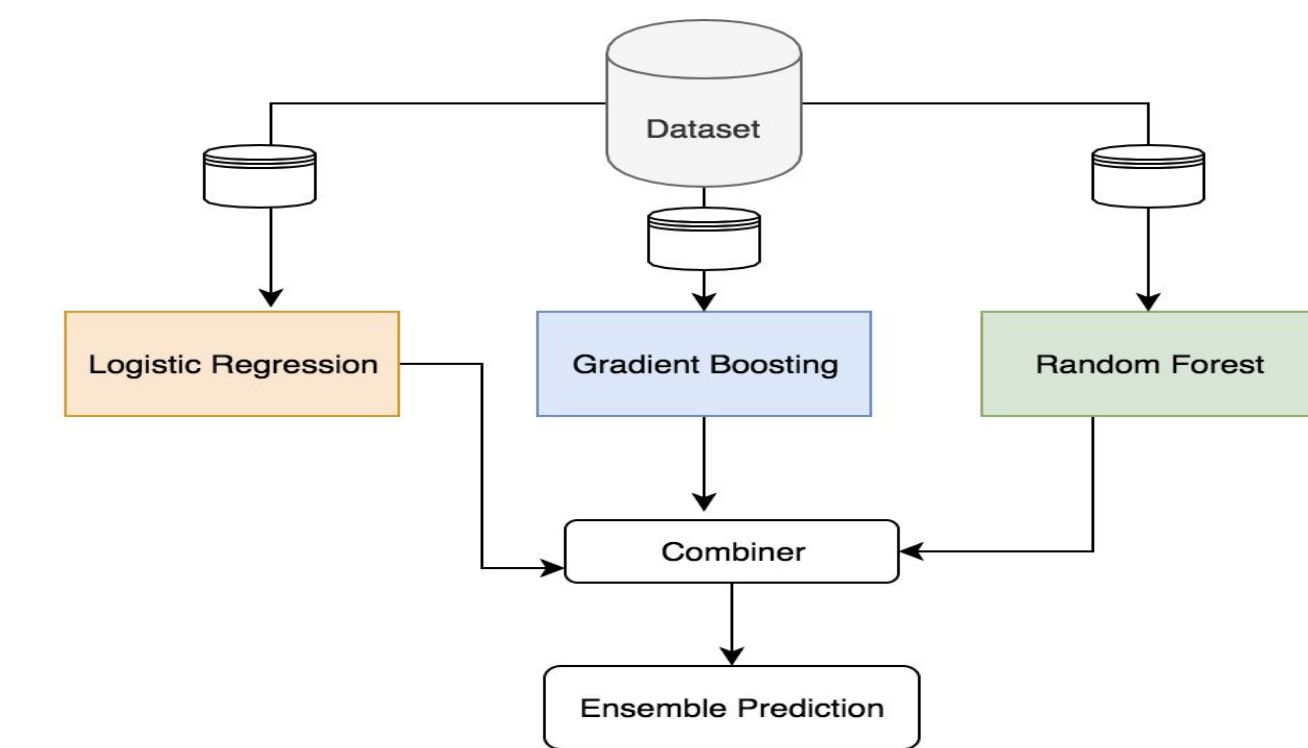 Dataset
Logistic Regression
Gradient Boosting
Random Forest
Combiner
Ensemble Prediction